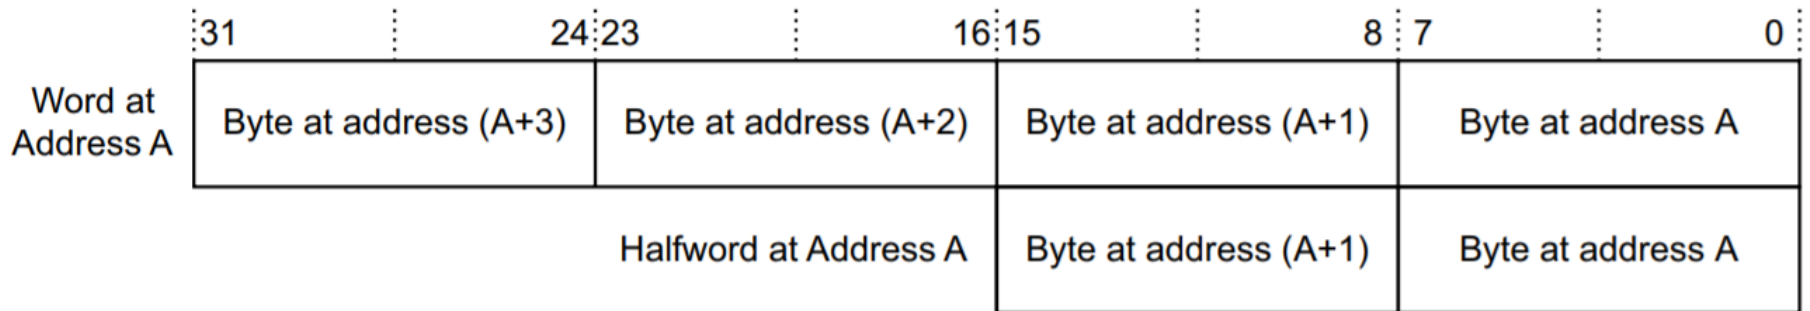 31 24 23 16 15 8 7 0
Word at
Address A
Byte at address (A+3) Byte at address (A+2) Byte at address (A+1) Byte at address A
Halfword at Address A Byte at address (A+1) Byte at address A